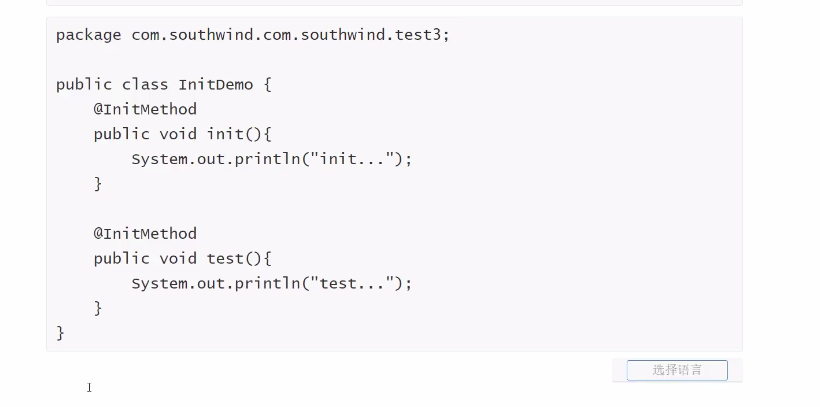 package com.southwind.com.southwind.test3;
public class InitDemo {
    @InitMethod
    public void init(){
        System.out.println("init...");
    }
    @InitMethod
    public void test(){
        System.out.println("test...");
    }
}
选择语言